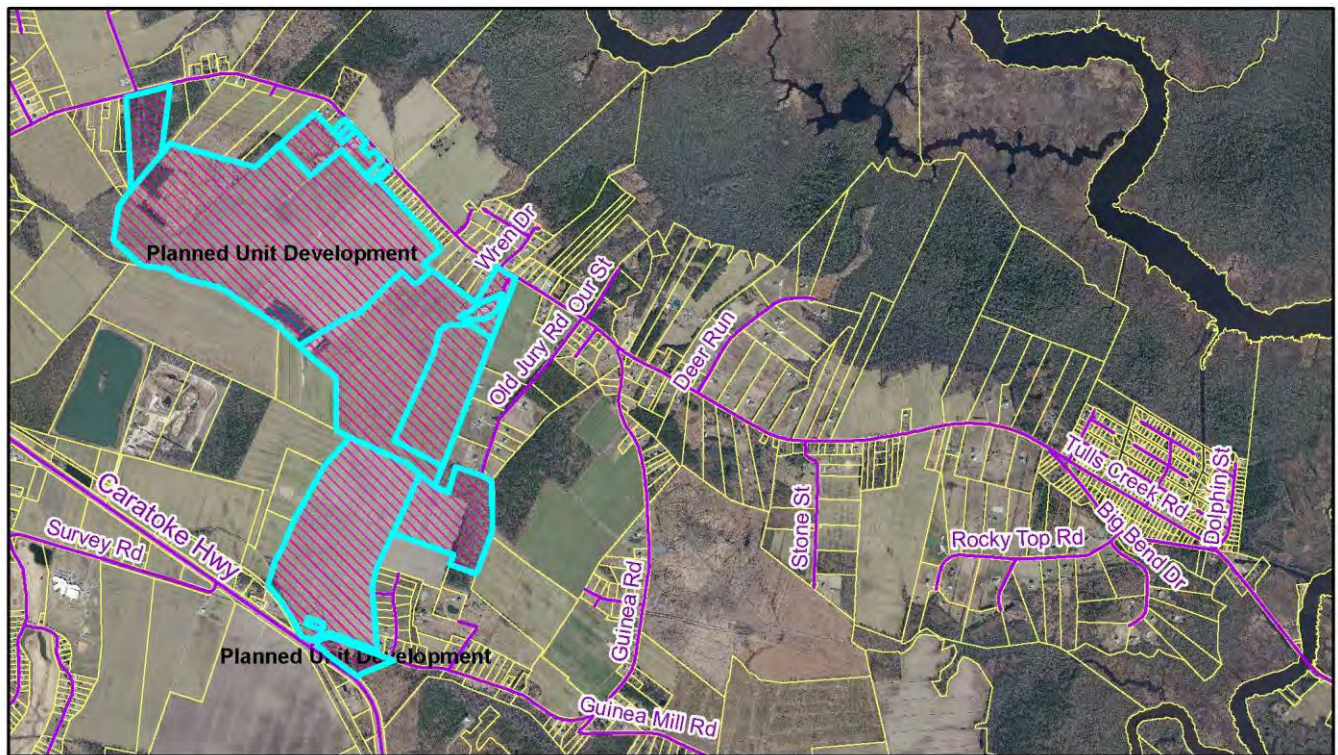 Planned Unit Development
Wren Dr
Our St
Old Jury Rd
Deer Run
Caratoke Hwy
Survey Rd
Tulls Creek Rd
Dolphin St
Stone St
Rocky Top Rd
Big Bend Dr
Guinea Rd
Planned Unit Development
Guinea Mill Rd